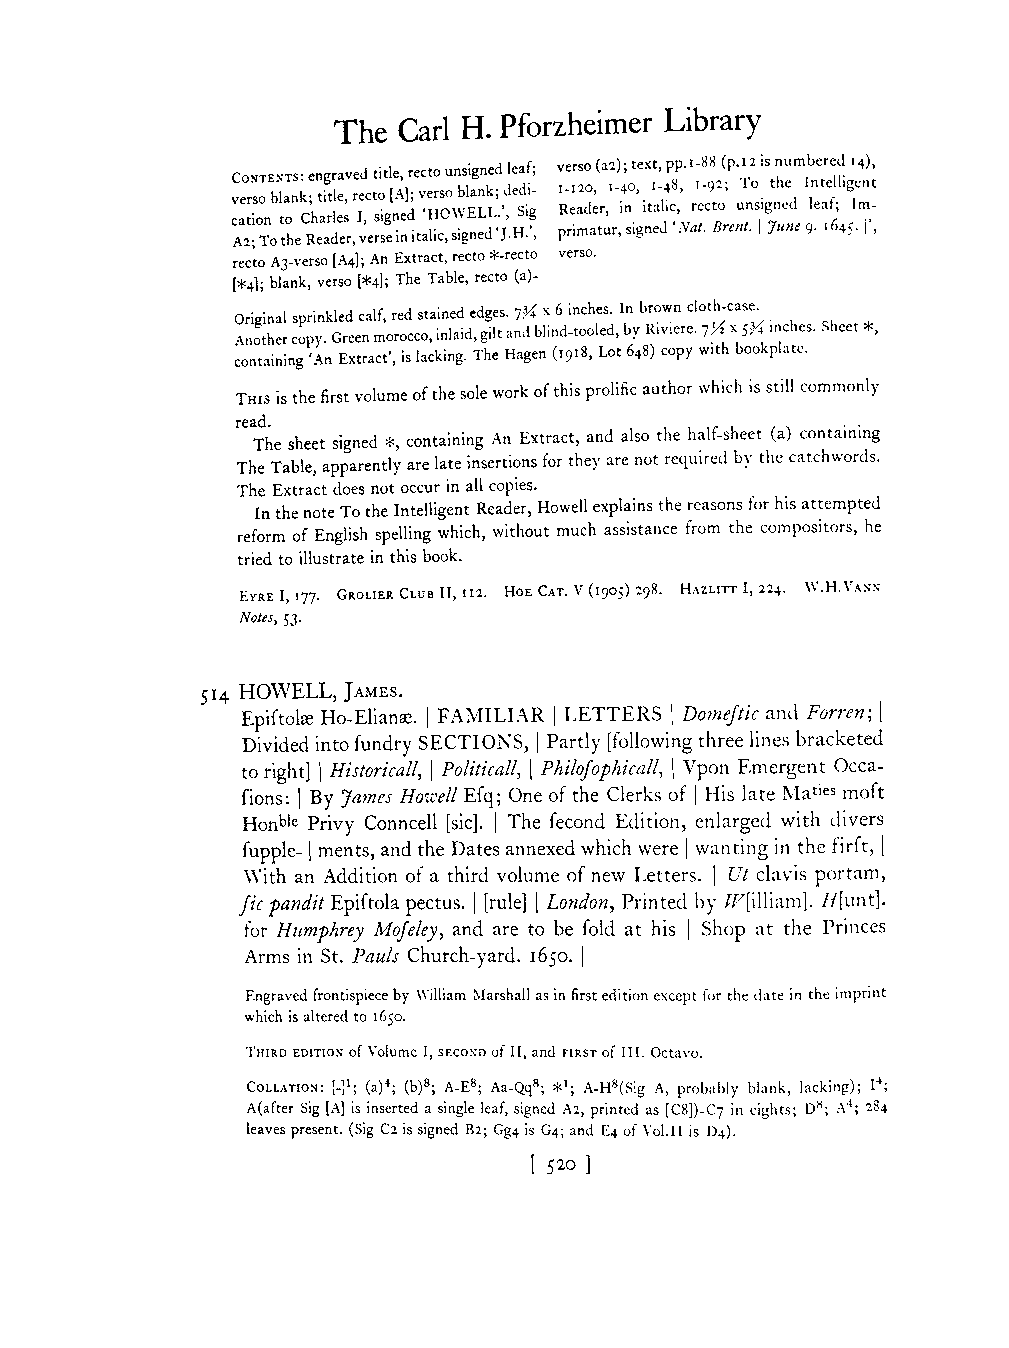 The Carl H. Pforzheimer Library
CONTENTS: engraved title, recto unsigned leaf;
verso blank; title, recto [A]; verso blank; dedi-
cation to Charles I, signed 'HOWELL.', Sig
A2; To the Reader, verse in italic, signed 'J.H.',
recto A3-verso [A4]; An Extract, recto *-recto
[*4]; blank, verso [*4]; The Table, recto (a)-
verso (a2); text, pp.1-88 (p.12 is numbered 14),
1-120, 1-40, 1-48, 1-92; To the Intelligent
Reader, in italic, recto unsigned leaf; Im-
primatur, signed 'Nat. Brent. | June 9. 1645. |',
verso.
Original sprinkled calf, red stained edges. 7¾ x 6 inches. In brown cloth-case.
Another copy. Green morocco, inlaid, gilt and blind-tooled, by Riviere. 7¼ x 5¾ inches. Sheet *,
containing 'An Extract', is lacking. The Hagen (1918, Lot 648) copy with bookplate.
THIS is the first volume of the sole work of this prolific author which is still commonly
read.
The sheet signed *, containing An Extract, and also the half-sheet (a) containing
The Table, apparently are late insertions for they are not required by the catchwords.
The Extract does not occur in all copies.
In the note To the Intelligent Reader, Howell explains the reasons for his attempted
reform of English spelling which, without much assistance from the compositors, he
tried to illustrate in this book.
EYRE I, 177. GROLIER CLUB II, 112. HOE CAT. V (1905) 298. HAZLITT I, 224. W.H.VANN
Notes, 53.
514 HOWELL, JAMES.
Epiſtolæ Ho-Elianæ. | FAMILIAR | LETTERS | Domeſtic and Forren; |
Divided into ſundry SECTIONS, | Partly [following three lines bracketed
to right] | Historicall, | Politicall, | Philoſophicall, | Vpon Emergent Occa-
ſions: | By James Howell Eſq; One of the Clerks of | His late Maties moſt
Honble Privy Conncell [sic]. | The ſecond Edition, enlarged with divers
ſupple- | ments, and the Dates annexed which were | wanting in the firſt, |
With an Addition of a third volume of new Letters. | Ut clavis portam,
ſic pandit Epiſtola pectus. | [rule] | London, Printed by W[illiam]. H[unt].
for Humphrey Moſeley, and are to be ſold at his | Shop at the Princes
Arms in St. Pauls Church-yard. 1650. |
Engraved frontispiece by William Marshall as in first edition except for the date in the imprint
which is altered to 1650.
THIRD EDITION of Volume I, SECOND of II, and FIRST of III. Octavo.
COLLATION: [-]¹; (a)⁴; (b)⁸; A-E⁸; Aa-Qq⁸; *¹; A-H⁸(Sig A, probably blank, lacking); I⁴;
A(after Sig [A] is inserted a single leaf, signed A2, printed as [C8])-C7 in eights; D⁸; A⁴; 284
leaves present. (Sig C2 is signed B2; Gg4 is G4; and E4 of Vol.II is D4).
[ 520 ]